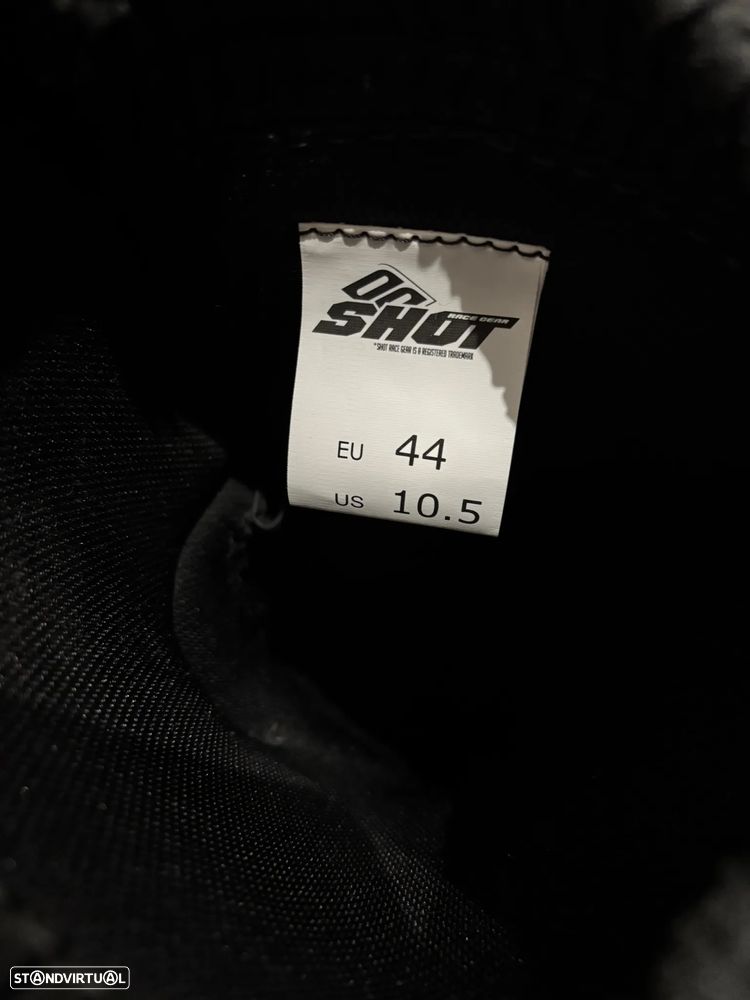 SHOT
RACE GEAR
*SHOT RACE GEAR IS A REGISTERED TRADEMARK
EU 44
US 10.5
STANDVIRTUAL